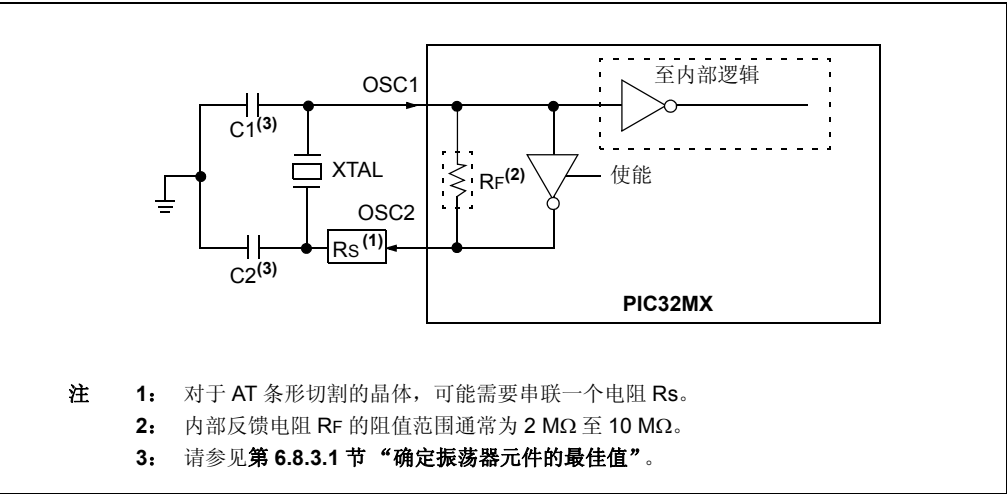 OSC1
至内部逻辑
C1(3)
XTAL
RF(2)
使能
OSC2
Rs(1)
C2(3)
PIC32MX
注 1： 对于 AT 条形切割的晶体，可能需要串联一个电阻 Rs。
2： 内部反馈电阻 RF 的阻值范围通常为 2 MΩ 至 10 MΩ。
3： 请参见第 6.8.3.1 节 “确定振荡器元件的最佳值”。